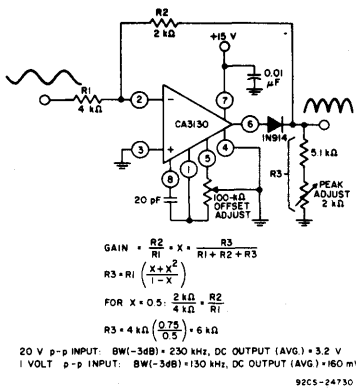 R2
2 kΩ
+15 V
0.01
μF
R1
4 kΩ
2
−
7
CA3130
6
1N914
3
+
4
8
1
5
5.1 kΩ
R3
20 pF
100-kΩ
OFFSET
ADJUST
PEAK
ADJUST
2 kΩ
GAIN = R2/R1 = X = R3/(R1 + R2 + R3)
R3 = R1 ((X + X²)/(1 − X))
FOR X = 0.5: 2 kΩ/4 kΩ = R2/R1
R3 = 4 kΩ (0.75/0.5) = 6 kΩ
20 V p-p INPUT: BW(-3dB) = 230 kHz, DC OUTPUT (AVG.) = 3.2 V
1 VOLT p-p INPUT: BW(-3dB) = 130 kHz, DC OUTPUT (AVG.) = 160 mV
92CS-24730